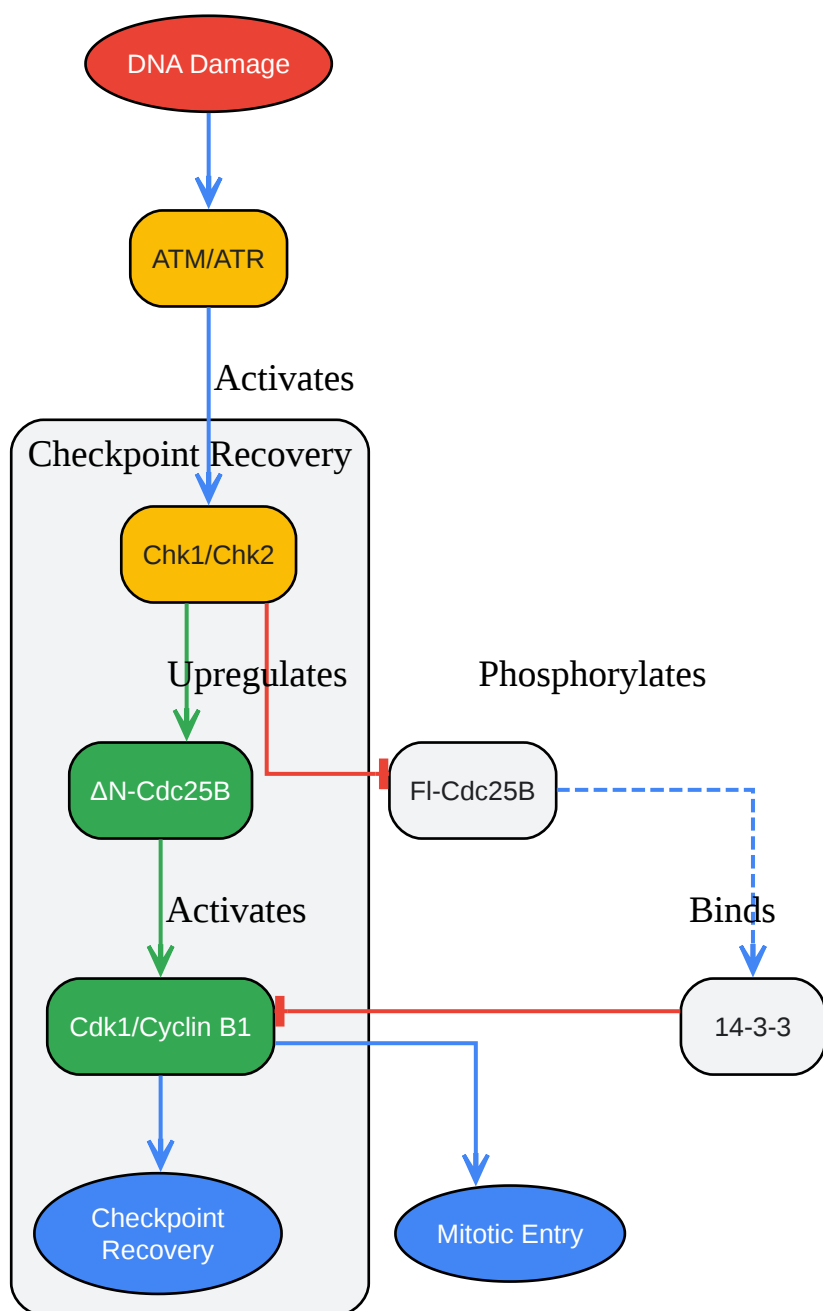 DNA Damage
ATM/ATR
Activates
Checkpoint Recovery
Chk1/Chk2
Upregulates
Phosphorylates
ΔN-Cdc25B
Fl-Cdc25B
Activates
Binds
Cdk1/Cyclin B1
14-3-3
Checkpoint
Recovery
Mitotic Entry